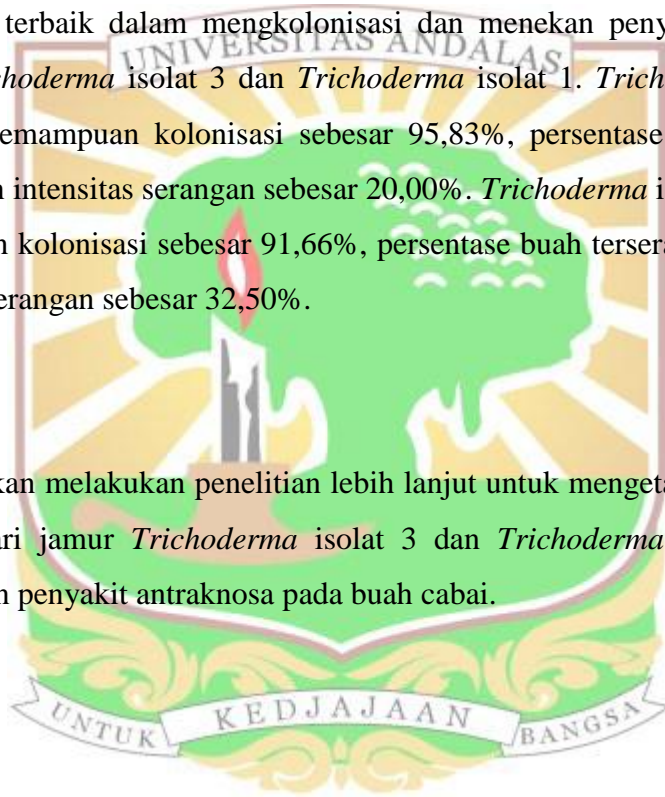 terbaik dalam mengkolonisasi dan menekan peny
UNIVERSITAS ANDALAS
choderma isolat 3 dan Trichoderma isolat 1. Trich
emampuan kolonisasi sebesar 95,83%, persentase
n intensitas serangan sebesar 20,00%. Trichoderma i
n kolonisasi sebesar 91,66%, persentase buah tersera
erangan sebesar 32,50%.
kan melakukan penelitian lebih lanjut untuk mengeta
ari jamur Trichoderma isolat 3 dan Trichoderma
n penyakit antraknosa pada buah cabai.
UNTUK KEDJAJAAN BANGSA